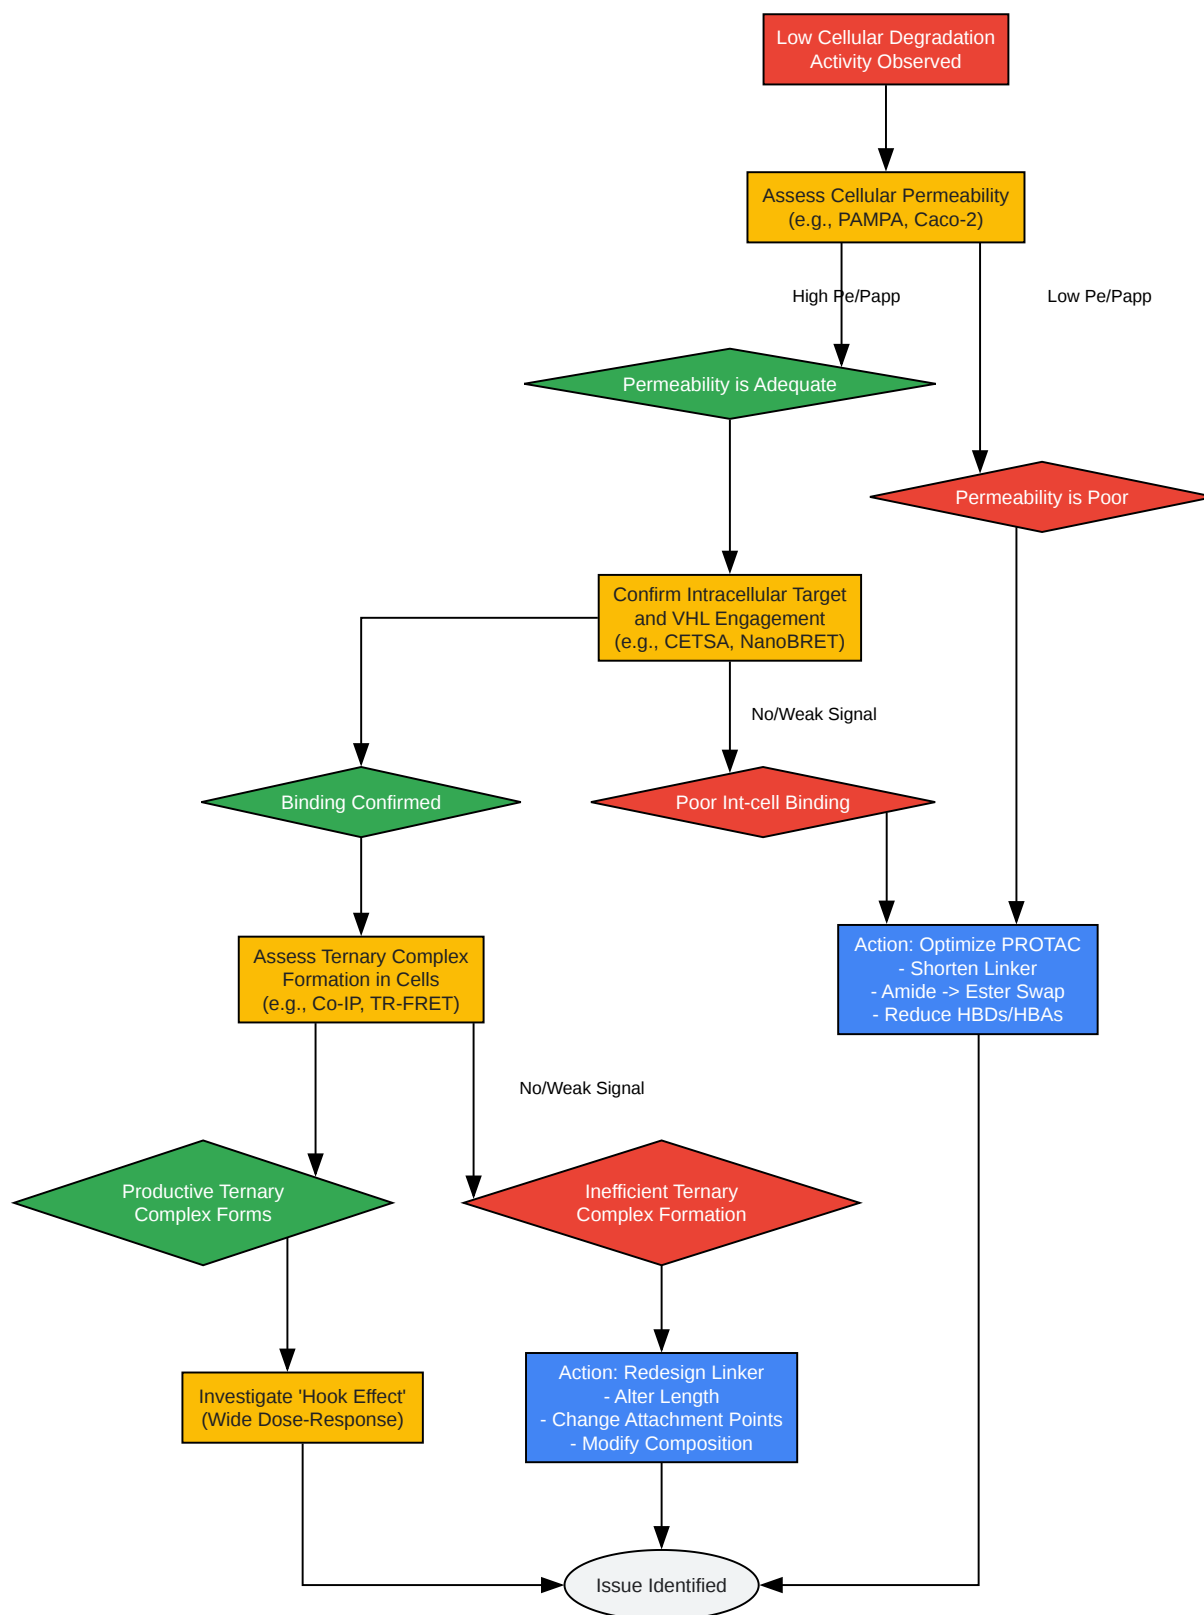 Low Cellular Degradation
Activity Observed
Assess Cellular Permeability
(e.g., PAMPA, Caco-2)
High Pe/Papp
Low Pe/Papp
Permeability is Adequate
Permeability is Poor
Confirm Intracellular Target
and VHL Engagement
(e.g., CETSA, NanoBRET)
No/Weak Signal
Binding Confirmed
Poor Int-cell Binding
Assess Ternary Complex
Formation in Cells
(e.g., Co-IP, TR-FRET)
Action: Optimize PROTAC
- Shorten Linker
- Amide -> Ester Swap
- Reduce HBDs/HBAs
No/Weak Signal
Productive Ternary
Complex Forms
Inefficient Ternary
Complex Formation
Investigate 'Hook Effect'
(Wide Dose-Response)
Action: Redesign Linker
- Alter Length
- Change Attachment Points
- Modify Composition
Issue Identified